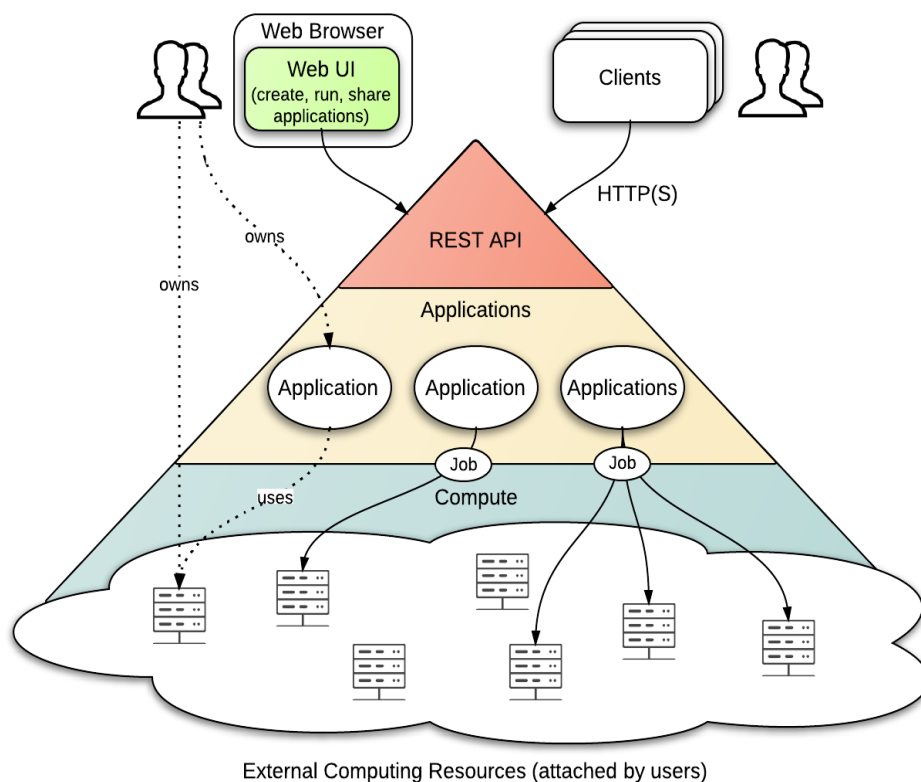 Web Browser
Web UI
(create, run, share
applications)
Clients
HTTP(S)
REST API
owns
owns
Applications
Application
Application
Applications
Job
Job
uses
Compute
External Computing Resources (attached by users)